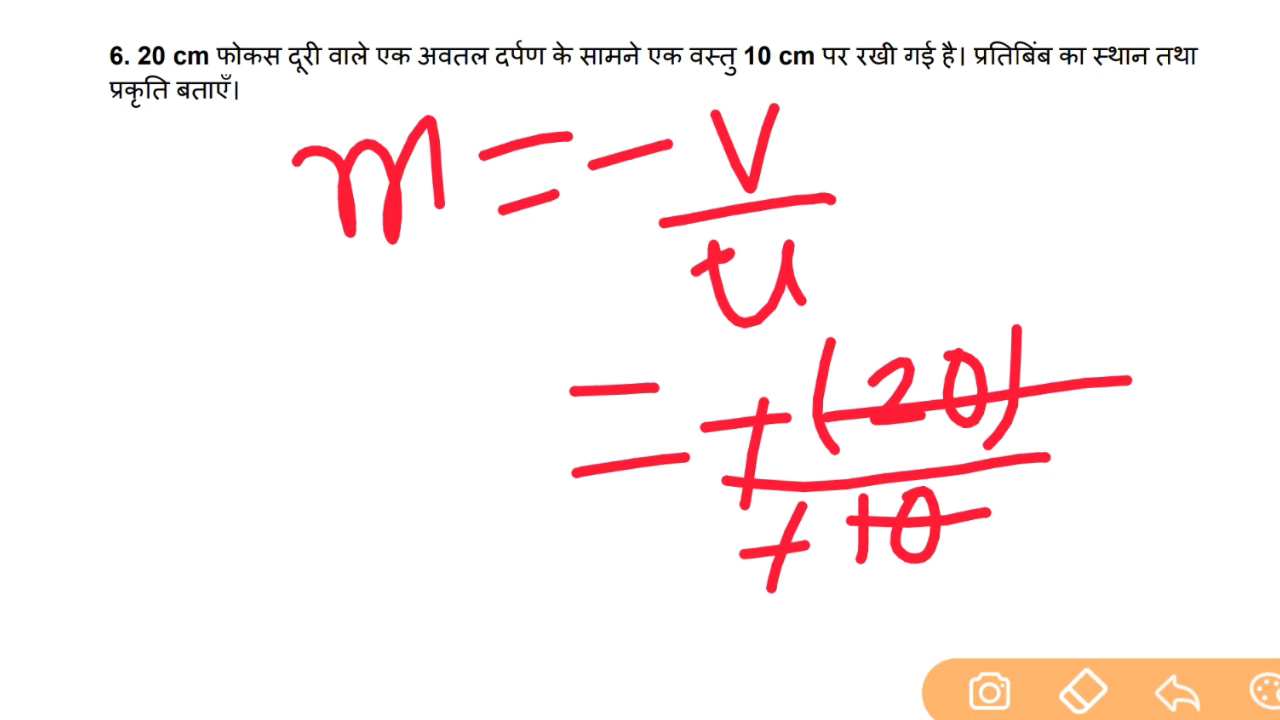 6. 20 cm फोकस दूरी वाले एक अवतल दर्पण के सामने एक वस्तु 10 cm पर रखी गई है। प्रतिबिंब का स्थान तथा
प्रकृति बताएँ।
m = - v
u
= - (20)
- 10